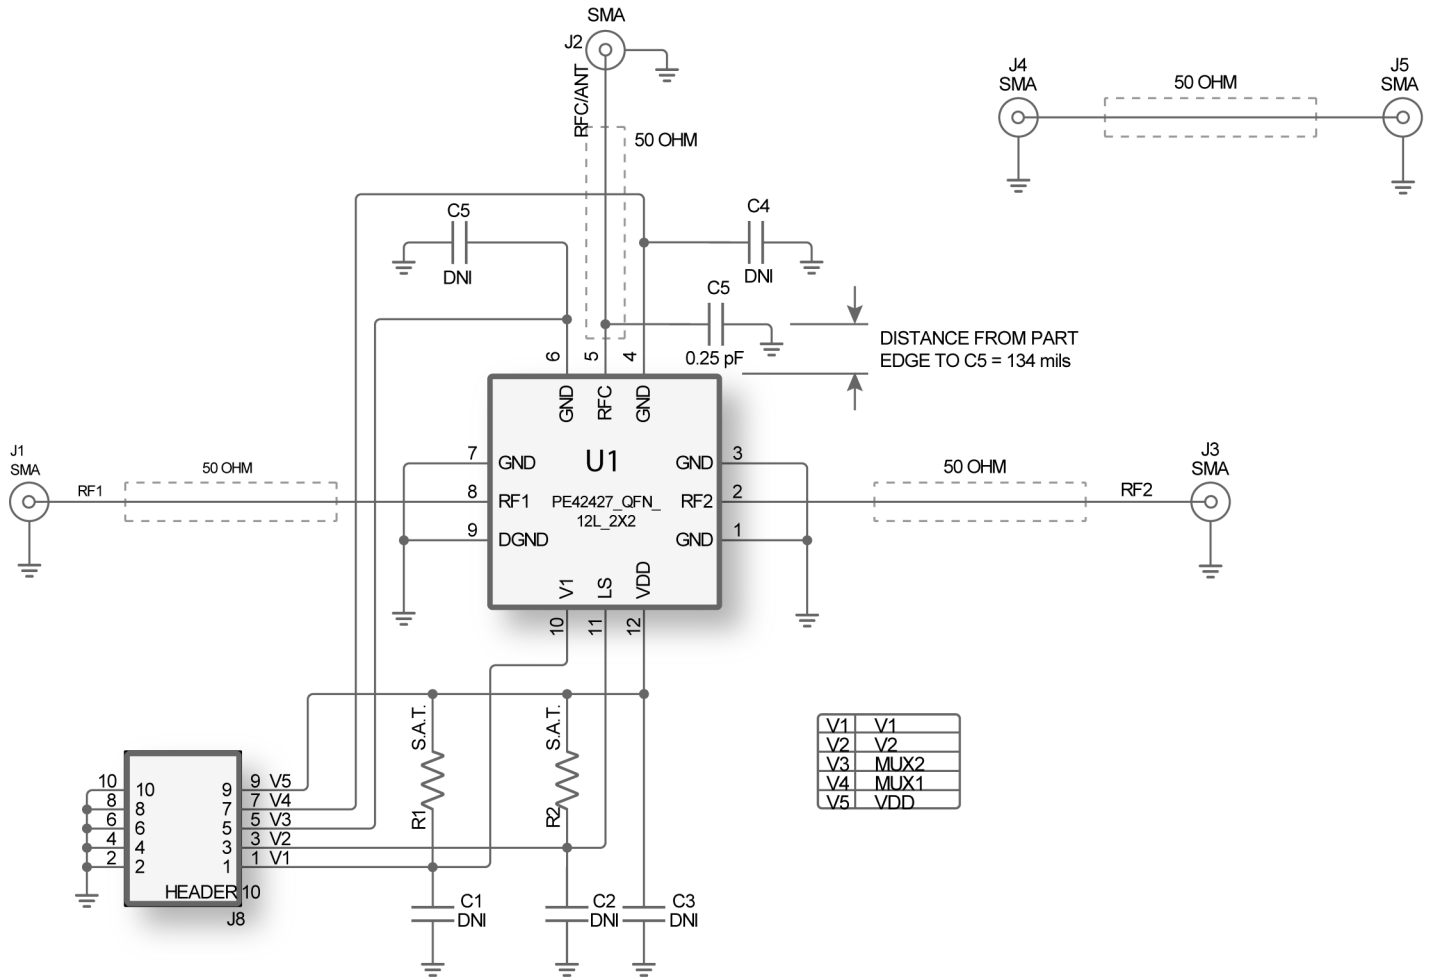 SMA
J2
RFC/ANT
50 OHM
J4
SMA
50 OHM
J5
SMA
C5
DNI
C4
DNI
C5
0.25 pF
DISTANCE FROM PART
EDGE TO C5 = 134 mils
6
5
4
GND
RFC
GND
J1
SMA
RF1
50 OHM
7
GND
8
RF1
9
DGND
U1
PE42427_QFN_
12L_2X2
GND
3
RF2
2
GND
1
50 OHM
RF2
J3
SMA
V1
LS
VDD
10
11
12
S.A.T.
R1
S.A.T.
R2
V1 V1
V2 V2
V3 MUX2
V4 MUX1
V5 VDD
10 10 9 9 V5
8 8 7 7 V4
6 6 5 5 V3
4 4 3 3 V2
2 2 1 1 V1
HEADER 10
J8
C1
DNI
C2
DNI
C3
DNI